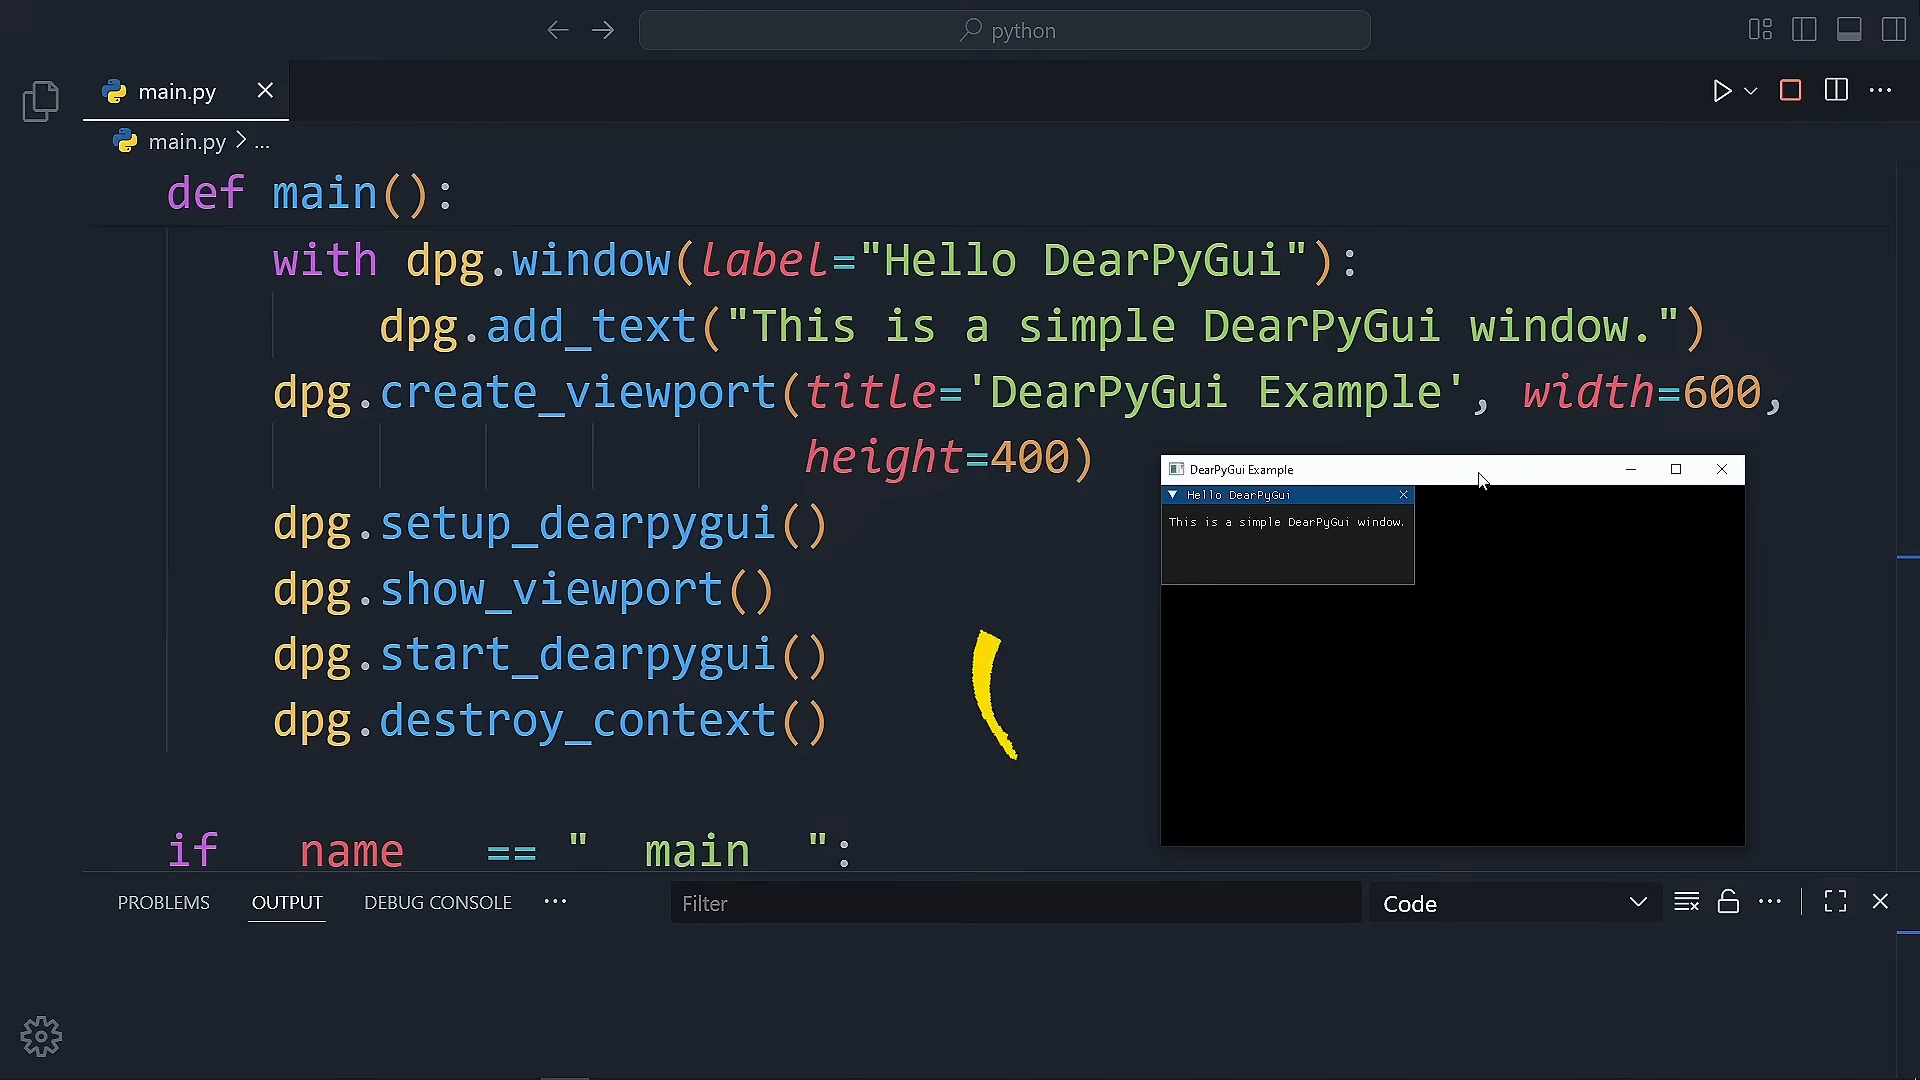 python
main.py
main.py > ...
def main():
with dpg.window(label="Hello DearPyGui"):
dpg.add_text("This is a simple DearPyGui window.")
dpg.create_viewport(title='DearPyGui Example', width=600,
height=400)
DearPyGui Example
Hello DearPyGui
This is a simple DearPyGui window.
dpg.setup_dearpygui()
dpg.show_viewport()
dpg.start_dearpygui()
dpg.destroy_context()
if name == " main ":
PROBLEMS OUTPUT DEBUG CONSOLE ... Filter Code